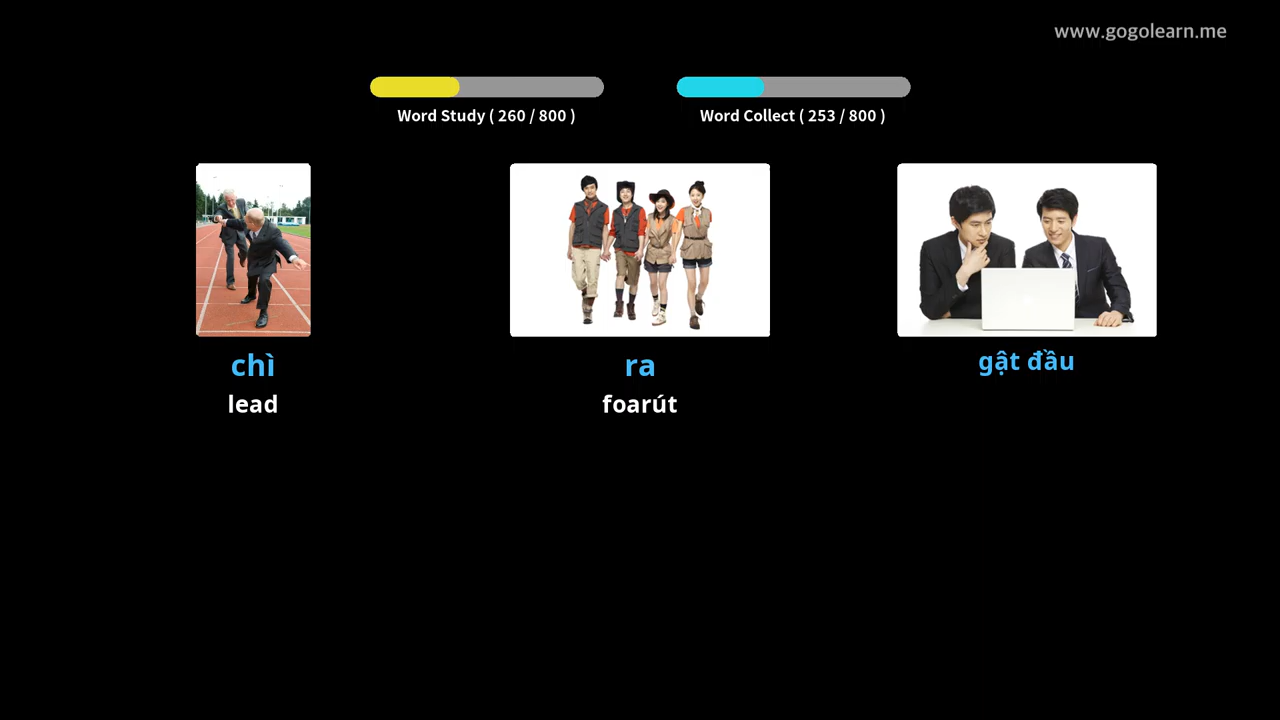 www.gogolearn.me
Word Study ( 260 / 800 )
Word Collect ( 253 / 800 )
chì
lead
ra
foarút
gật đầu